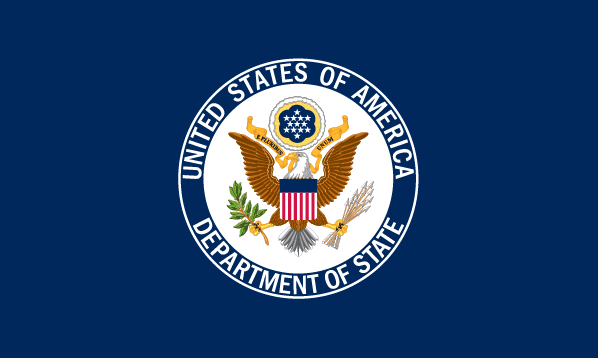 UNITED STATES OF AMERICA
E PLURIBUS UNUM
DEPARTMENT OF STATE